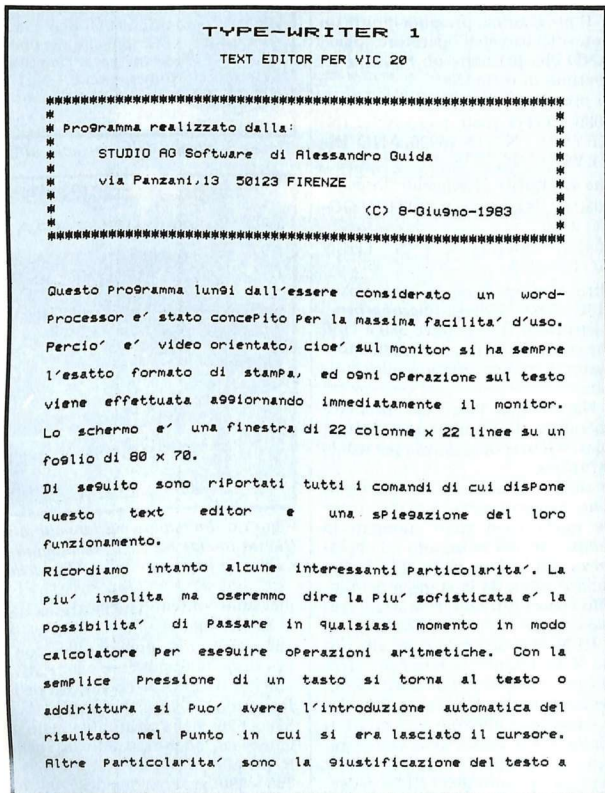 TYPE-WRITER 1
TEXT EDITOR PER VIC 20
Programma realizzato dalla:
STUDIO AG Software di Alessandro Guida
via Panzani,13 50123 FIRENZE
(C) 8-Giugno-1983
Questo Programma lungi dall'essere considerato un word-
Processor e' stato concePito Per la massima facilita' d'uso.
Percio' e' video orientato, cioe' sul monitor si ha semPre
l'esatto formato di stamPa, ed ogni oPerazione sul testo
viene effettuata aggiornando immediatamente il monitor.
Lo schermo e' una finestra di 22 colonne x 22 linee su un
foglio di 80 x 70.
Di seguito sono riPortati tutti i comandi di cui disPone
questo text editor e una sPiegazione del loro
funzionamento.
Ricordiamo intanto alcune interessanti Particolarita'. La
Piu' insolita ma oseremmo dire la Piu' sofisticata e' la
Possibilita' di Passare in qualsiasi momento in modo
calcolatore Per eseguire oPerazioni aritmetiche. Con la
semPlice Pressione di un tasto si torna al testo o
addirittura si Puo' avere l'introduzione automatica del
risultato nel Punto in cui si era lasciato il cursore.
Altre Particolarita' sono la giustificazione del testo a